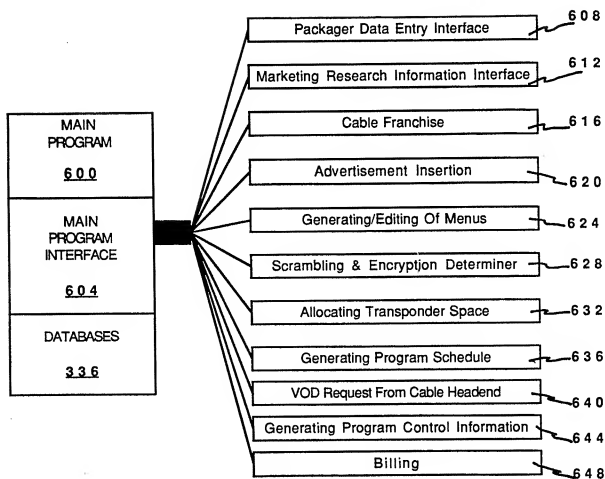 MAIN
PROGRAM
600
MAIN
PROGRAM
INTERFACE
604
DATABASES
336
Packager Data Entry Interface 608
Marketing Research Information Interface 612
Cable Franchise 616
Advertisement Insertion 620
Generating/Editing Of Menus 624
Scrambling & Encryption Determiner 628
Allocating Transponder Space 632
Generating Program Schedule 636
VOD Request From Cable Headend 640
Generating Program Control Information 644
Billing 648